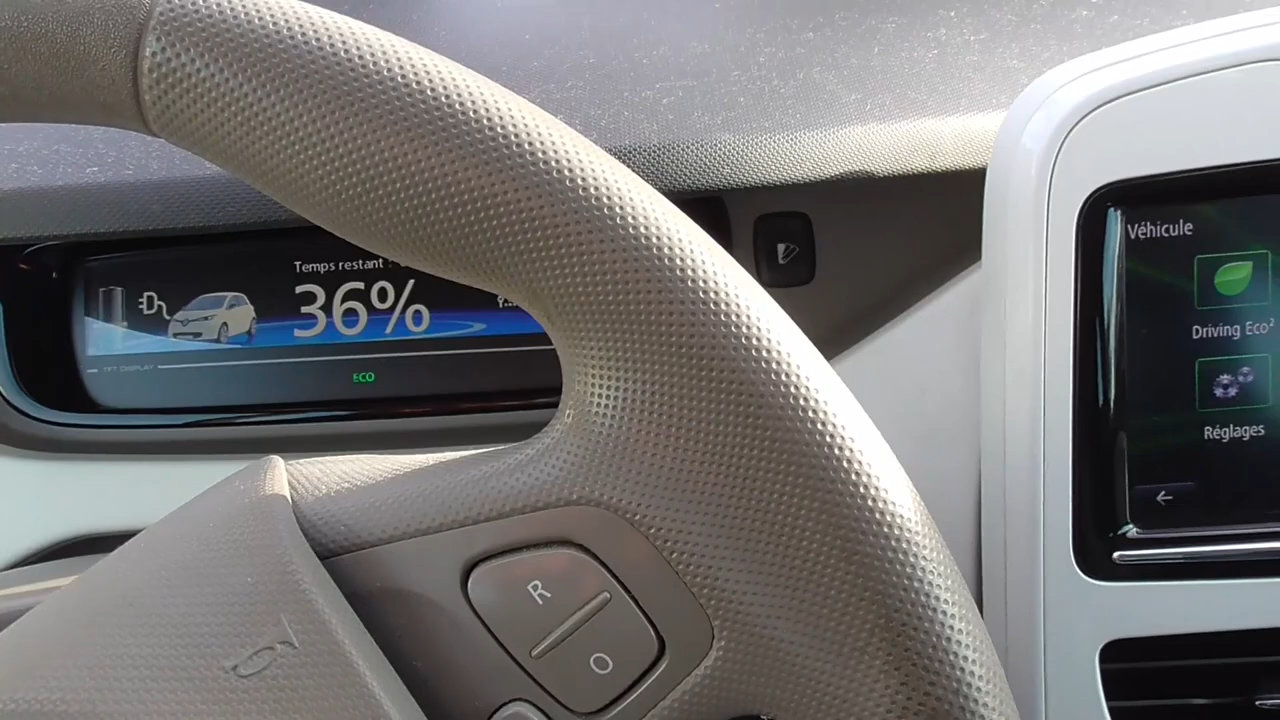 Temps restant :
36%
TFT DISPLAY
ECO
R
O
Véhicule
Driving Eco²
Réglages